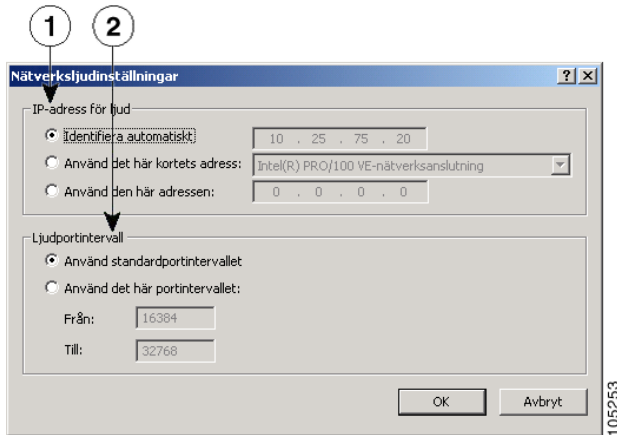 1 2
Nätverksljudinställningar
IP-adress för ljud
Identifiera automatiskt 10 . 25 . 75 . 20
Använd det här kortets adress: Intel(R) PRO/100 VE-nätverksanslutning
Använd den här adressen: 0 . 0 . 0 . 0
Ljudportintervall
Använd standardportintervallet
Använd det här portintervallet:
Från: 16384
Till: 32768
OK Avbryt
105253